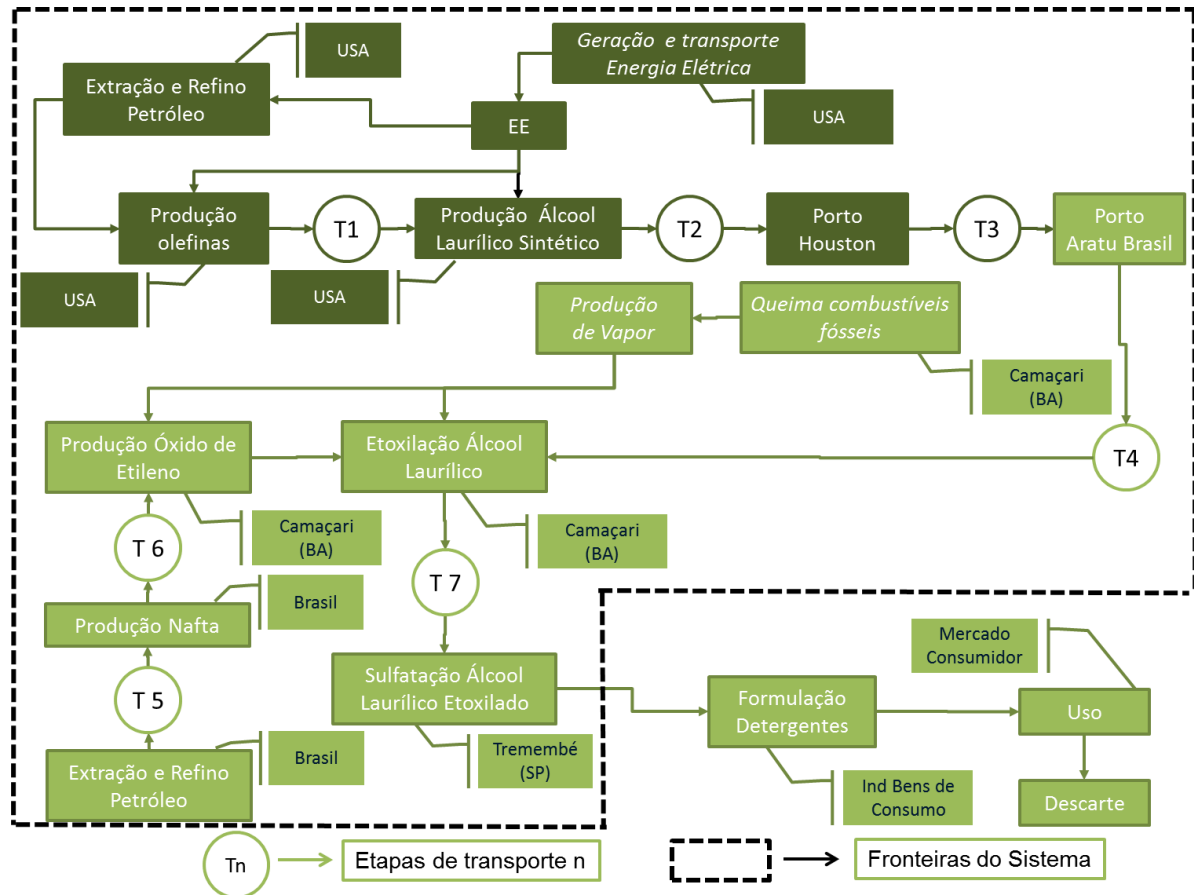 USA
Geração e transporte
Energia Elétrica
Extração e Refino
Petróleo
EE
USA
Produção
olefinas
T1
Produção Álcool
Laurílico Sintético
T2
Porto
Houston
T3
Porto
Aratu Brasil
USA
USA
Produção
de Vapor
Queima combustíveis
fósseis
Camaçari
(BA)
Produção Óxido de
Etileno
Etoxilação Álcool
Laurílico
T4
T 6
Camaçari
(BA)
Camaçari
(BA)
T 7
Produção Nafta
Brasil
Mercado
Consumidor
T 5
Sulfatação Álcool
Laurílico Etoxilado
Formulação
Detergentes
Uso
Extração e Refino
Petróleo
Brasil
Tremembé
(SP)
Ind Bens de
Consumo
Descarte
Tn
Etapas de transporte n
Fronteiras do Sistema